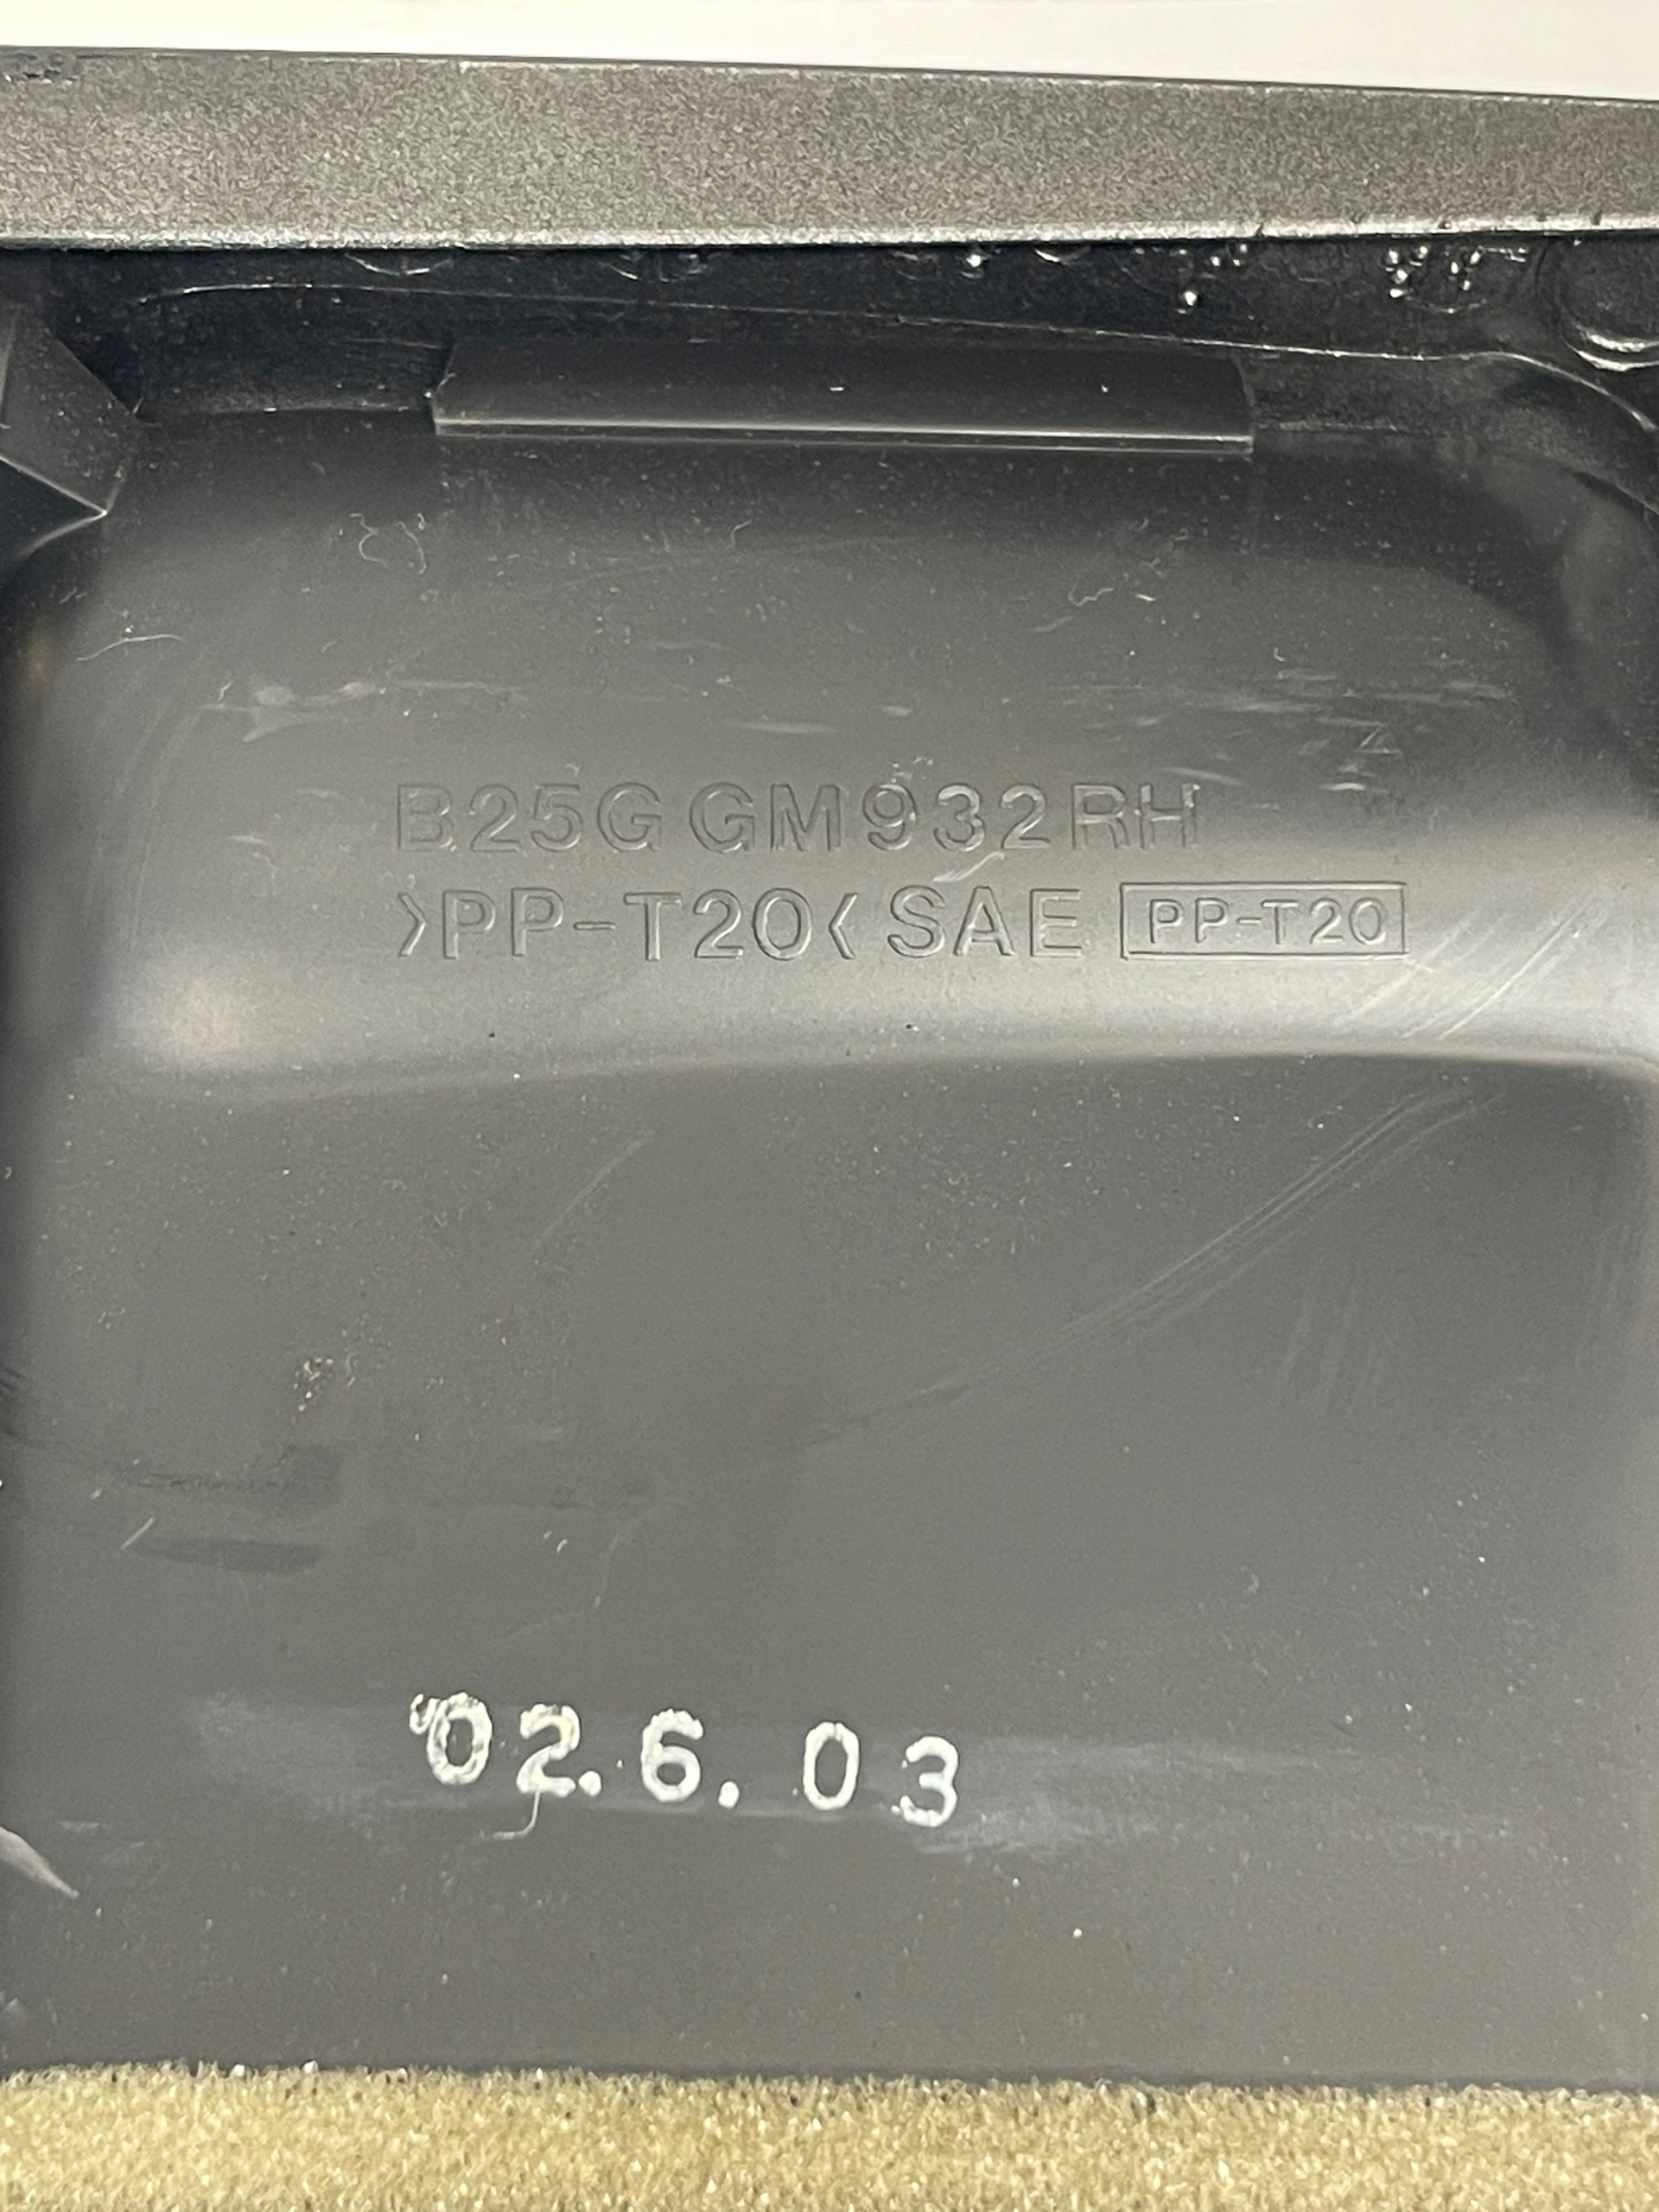 B25G GM932RH
>PP-T20< SAE PP-T20
'02.6.03